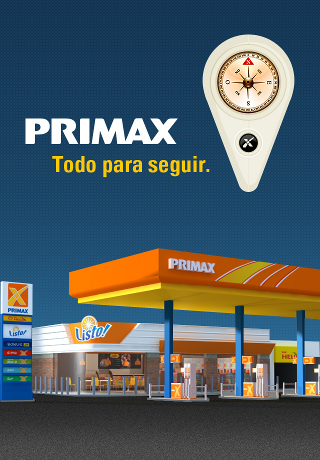 N
E
S
PRIMAX
Todo para seguir.
PRIMAX
PRIMAX
Listo!
Listo!